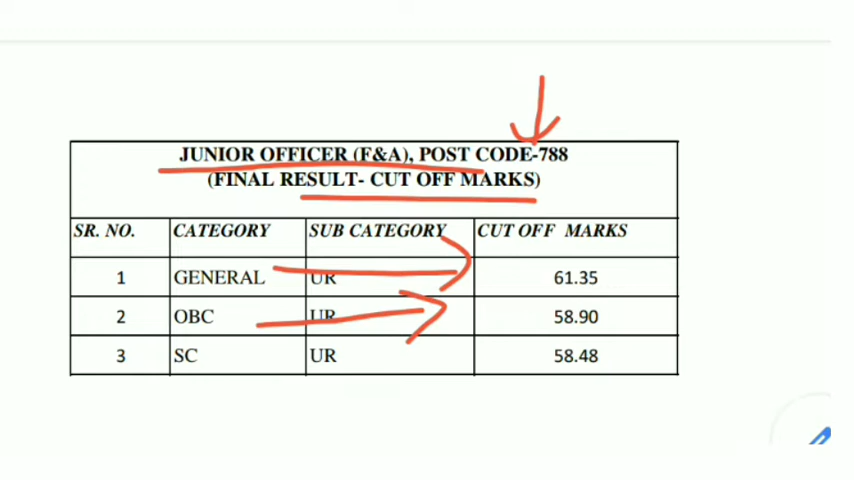 JUNIOR OFFICER (F&A), POST CODE-788
(FINAL RESULT- CUT OFF MARKS)
SR. NO. CATEGORY SUB CATEGORY CUT OFF MARKS
1 GENERAL UR 61.35
2 OBC UR 58.90
3 SC UR 58.48